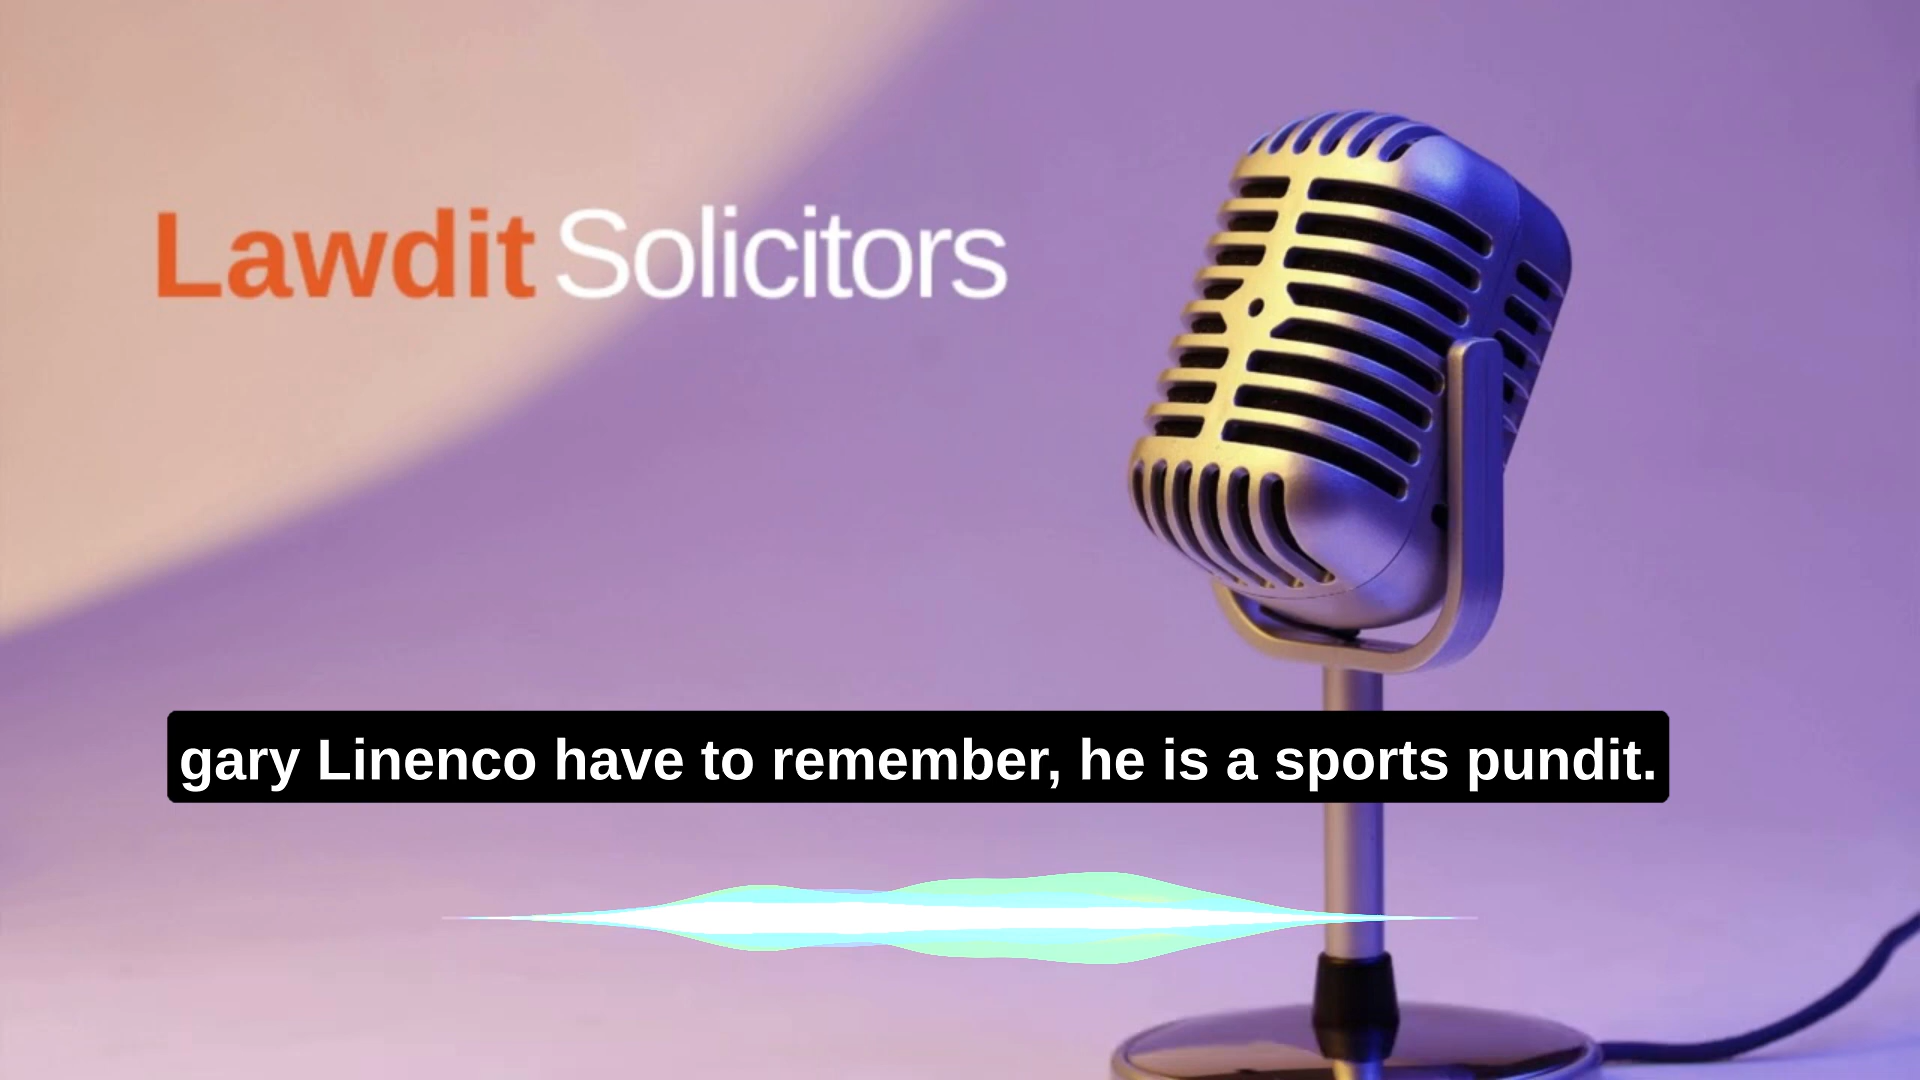 Lawdit Solicitors
gary Linenco have to remember, he is a sports pundit.